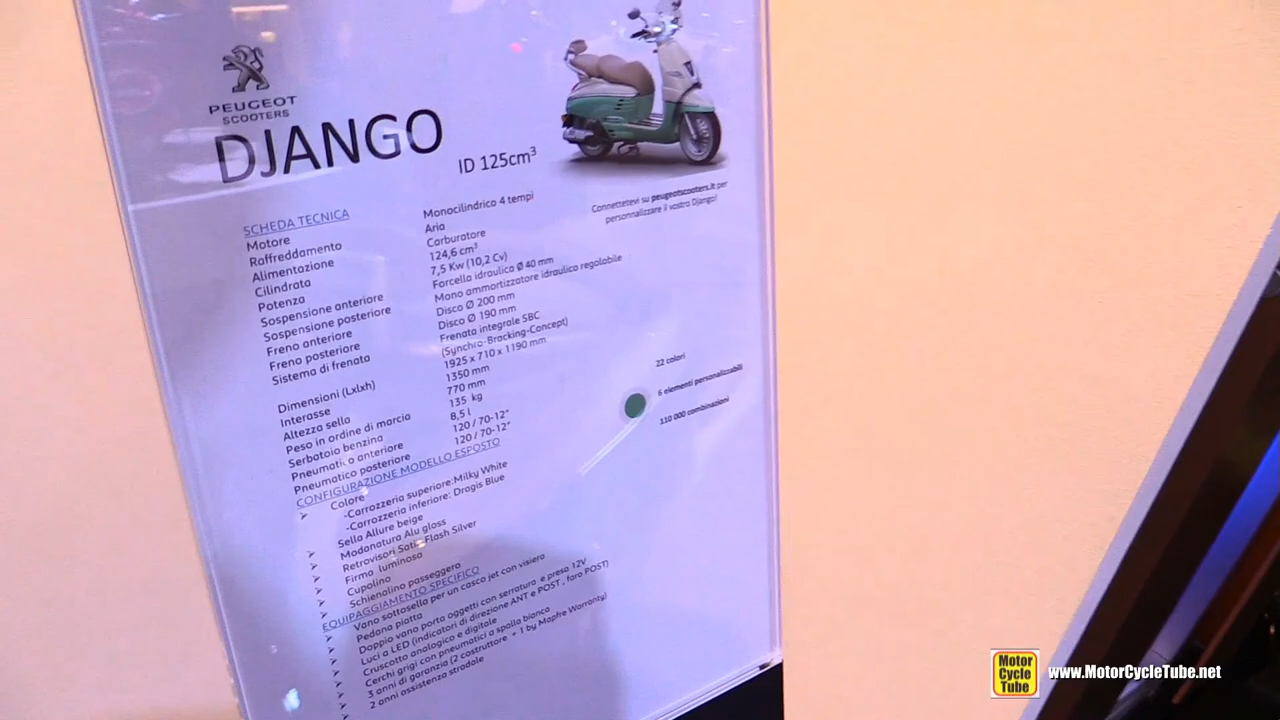 PEUGEOT
SCOOTERS
DJANGO
ID 125cm³
Connettetevi su peugeotscooters.it per
personalizzare il vostro Django!
SCHEDA TECNICA
Motore Monocilindrico 4 tempi
Raffreddamento Aria
Alimentazione Carburatore
Cilindrata 124,6 cm³
Potenza 7,5 Kw (10,2 Cv)
Sospensione anteriore Forcella idraulica Ø 40 mm
Sospensione posteriore Mono ammortizzatore idraulico regolabile
Freno anteriore Disco Ø 200 mm
Freno posteriore Disco Ø 190 mm
Sistema di frenata Frenata integrale SBC
(Synchro-Bracking-Concept)
Dimensioni (Lxlxh) 1925 x 710 x 1190 mm
Interasse 1350 mm
Altezza sella 770 mm
Peso in ordine di marcia 135 kg
Serbatoio benzina 8,5 l
Pneumatico anteriore 120 / 70-12"
Pneumatico posteriore 120 / 70-12"
22 colori
6 elementi personalizzabili
110 000 combinazioni
CONFIGURAZIONE MODELLO ESPOSTO
Colore
-Carrozzeria superiore:Milky White
-Carrozzeria inferiore: Dragis Blue
Sella Allure beige
Modanatura Alu gloss
Retrovisori Satin Flash Silver
Firma luminosa
Cupolino
Schienalino passeggero
EQUIPAGGIAMENTO SPECIFICO
Vano sottosella per un casco jet con visiera
Pedana piatta
Doppio vano porta oggetti con serratura e presa 12V
Luci a LED (indicatori di direzione ANT e POST , faro POST)
Cruscotto analogico e digitale
Cerchi grigi con pneumatici a spalla bianca
3 anni di garanzia (2 costruttore + 1 by Mapfre Warranty)
2 anni assistenza stradale
Motor
Cycle
Tube
www.MotorCycleTube.net